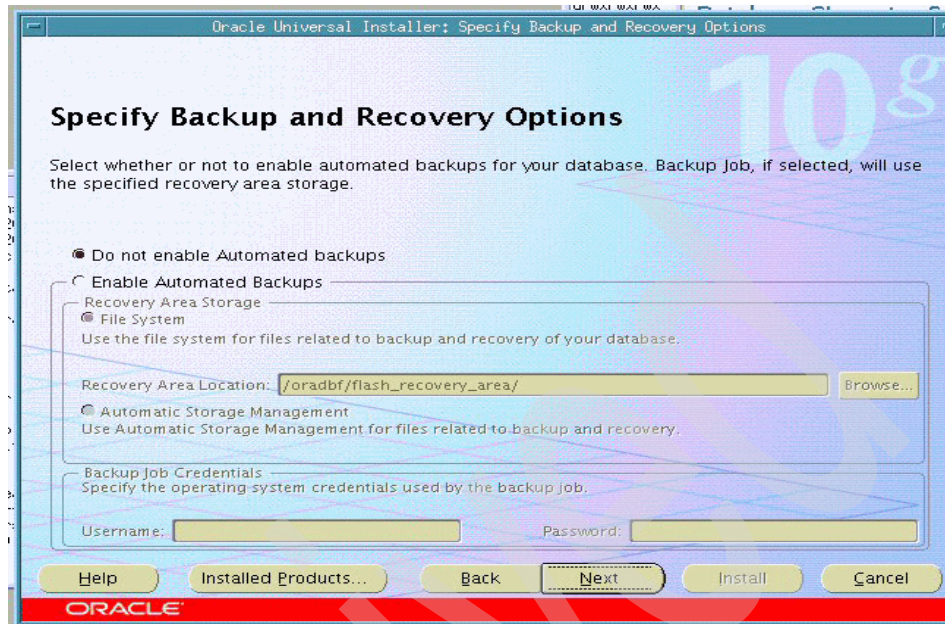 Oracle Universal Installer: Specify Backup and Recovery Options
10g
Specify Backup and Recovery Options
Select whether or not to enable automated backups for your database. Backup Job, if selected, will use
the specified recovery area storage.
Do not enable Automated backups
Enable Automated Backups
Recovery Area Storage
File System
Use the file system for files related to backup and recovery of your database.
Recovery Area Location: /oradbf/flash_recovery_area/ Browse...
Automatic Storage Management
Use Automatic Storage Management for files related to backup and recovery.
Backup Job Credentials
Specify the operating system credentials used by the backup job.
Username: Password:
Help Installed Products... Back Next Install Cancel
ORACLE